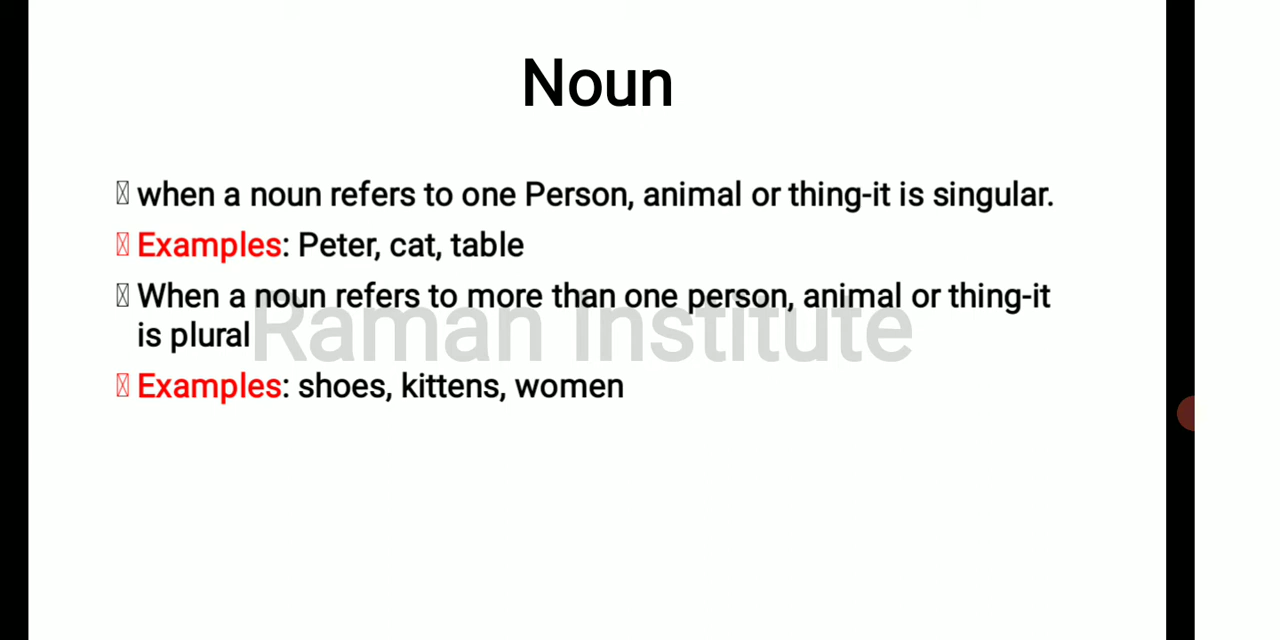 Noun
when a noun refers to one Person, animal or thing-it is singular.
Examples: Peter, cat, table
When a noun refers to more than one person, animal or thing-it
is plural
Raman Institute
Examples: shoes, kittens, women